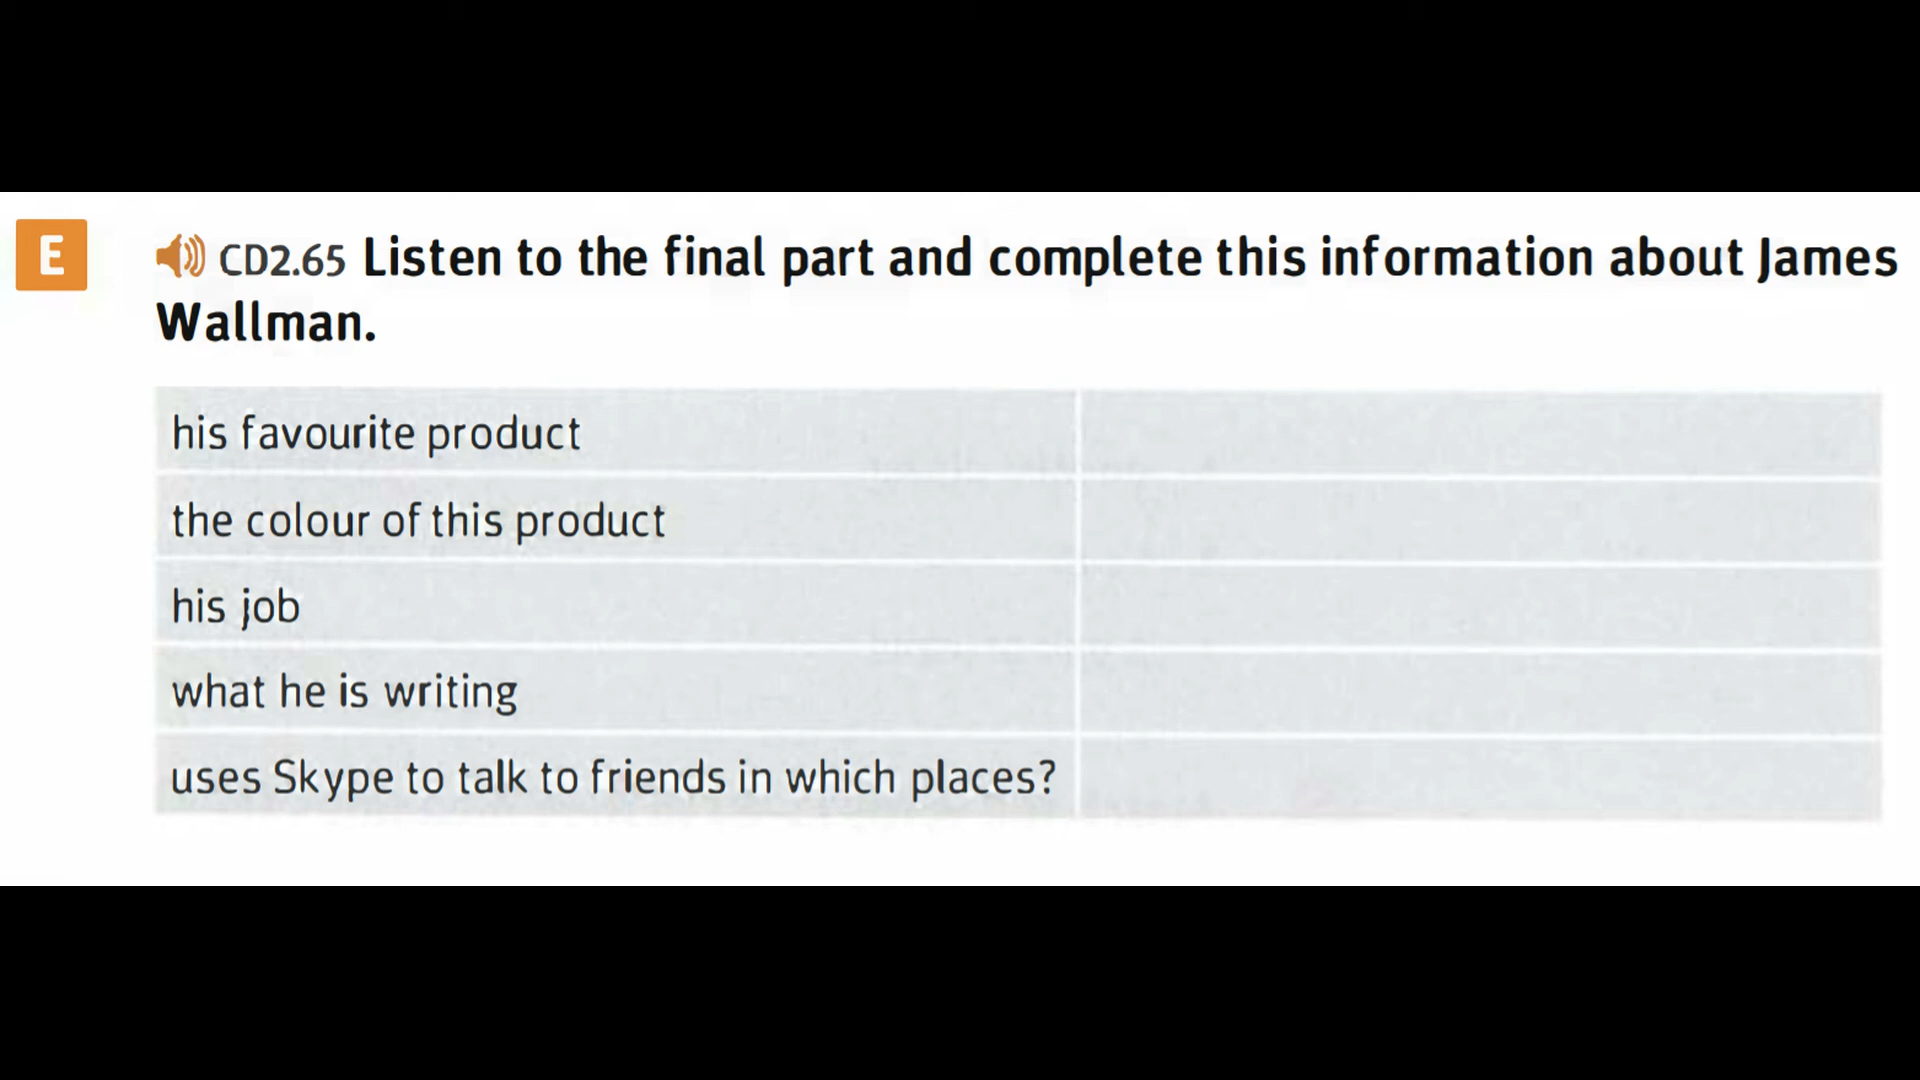 E
CD2.65 Listen to the final part and complete this information about James
Wallman.
his favourite product
the colour of this product
his job
what he is writing
uses Skype to talk to friends in which places?